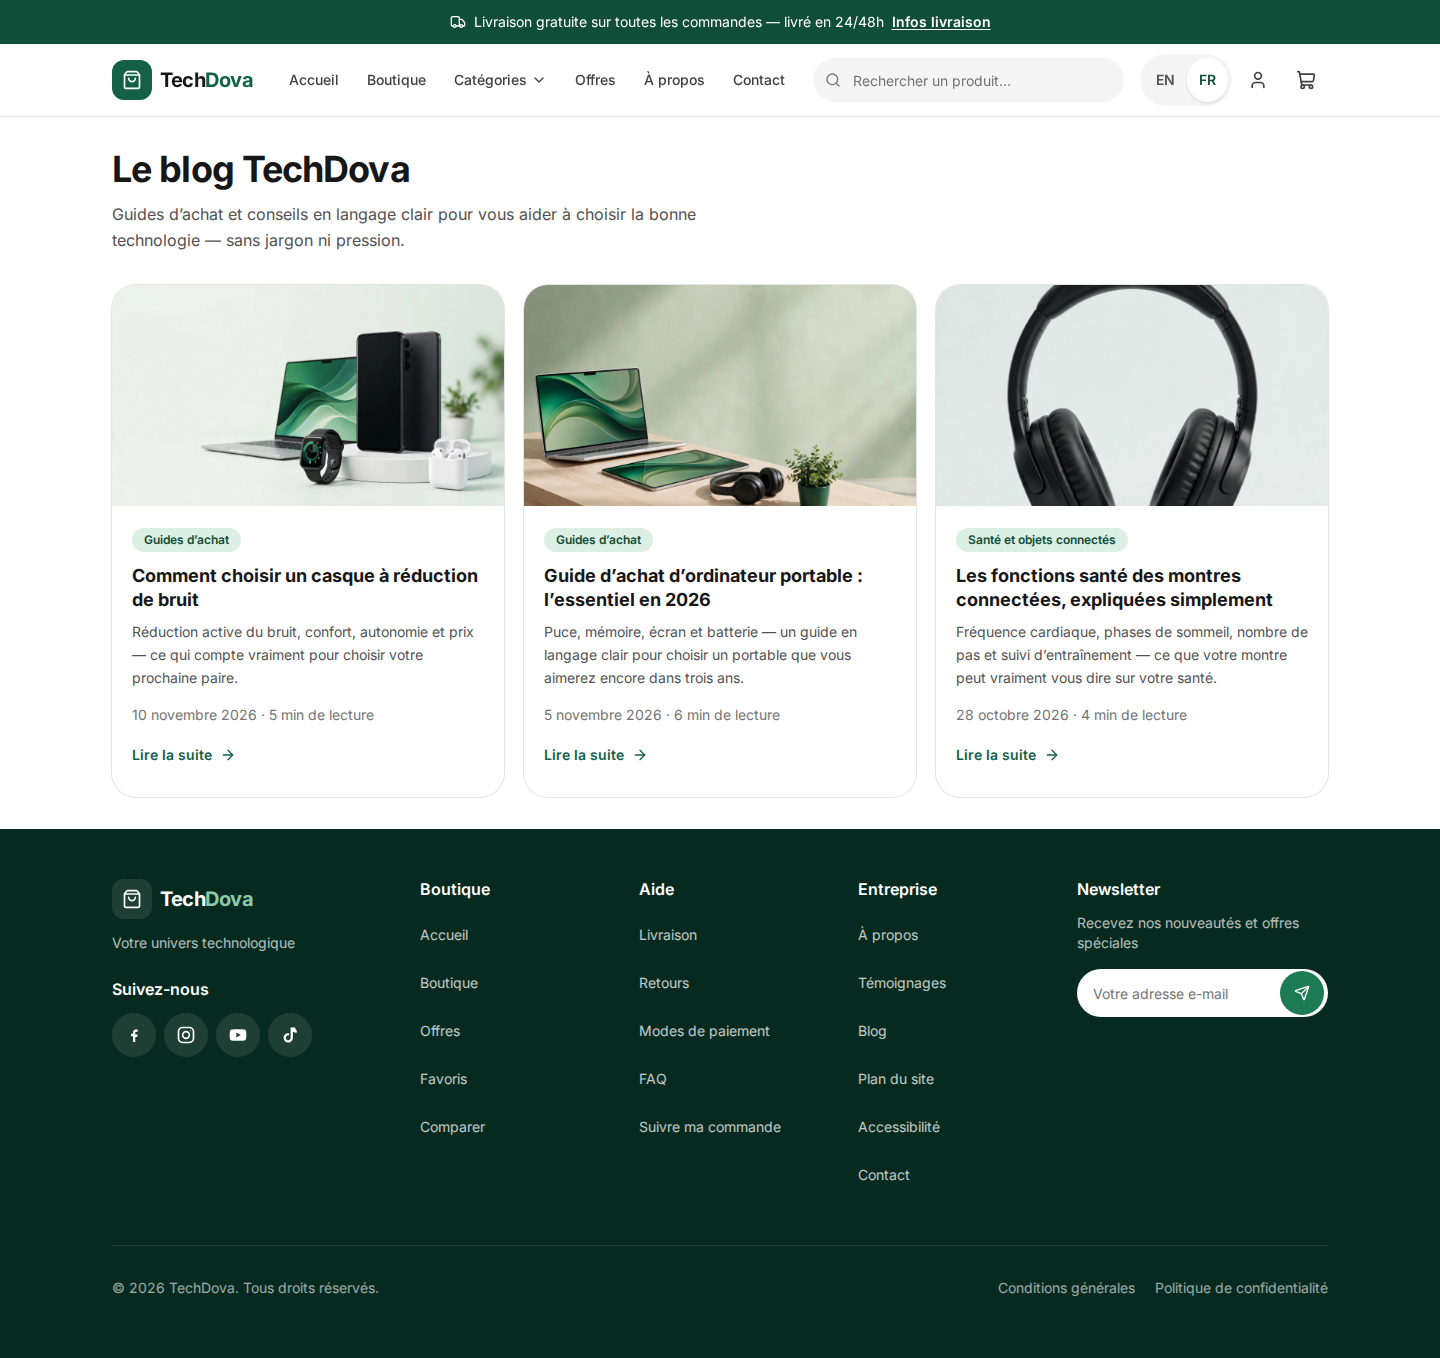 Livraison gratuite sur toutes les commandes — livré en 24/48h Infos livraison
TechDova
Accueil
Boutique
Catégories
Offres
À propos
Contact
Rechercher un produit...
EN
FR
Le blog TechDova
Guides d’achat et conseils en langage clair pour vous aider à choisir la bonne
technologie — sans jargon ni pression.
Guides d’achat
Comment choisir un casque à réduction
de bruit
Réduction active du bruit, confort, autonomie et prix
— ce qui compte vraiment pour choisir votre
prochaine paire.
10 novembre 2026 · 5 min de lecture
Lire la suite
Guides d’achat
Guide d’achat d’ordinateur portable :
l’essentiel en 2026
Puce, mémoire, écran et batterie — un guide en
langage clair pour choisir un portable que vous
aimerez encore dans trois ans.
5 novembre 2026 · 6 min de lecture
Lire la suite
Santé et objets connectés
Les fonctions santé des montres
connectées, expliquées simplement
Fréquence cardiaque, phases de sommeil, nombre de
pas et suivi d’entraînement — ce que votre montre
peut vraiment vous dire sur votre santé.
28 octobre 2026 · 4 min de lecture
Lire la suite
TechDova
Votre univers technologique
Suivez-nous
Boutique
Accueil
Boutique
Offres
Favoris
Comparer
Aide
Livraison
Retours
Modes de paiement
FAQ
Suivre ma commande
Entreprise
À propos
Témoignages
Blog
Plan du site
Accessibilité
Contact
Newsletter
Recevez nos nouveautés et offres
spéciales
Votre adresse e-mail
© 2026 TechDova. Tous droits réservés.
Conditions générales
Politique de confidentialité